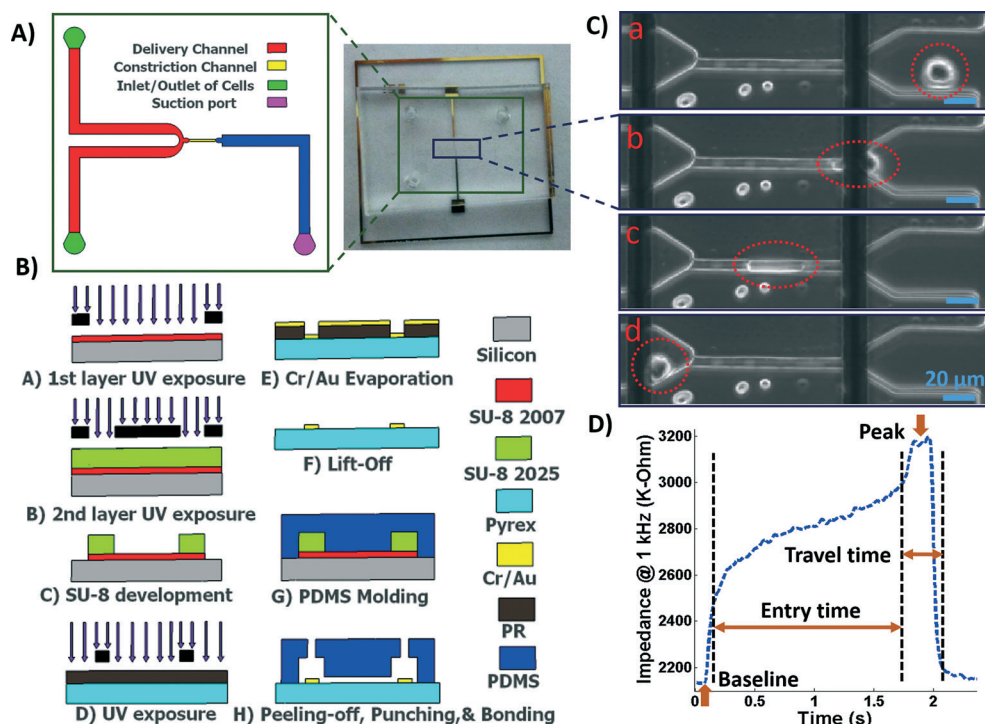 A)
Delivery Channel
Constriction Channel
Inlet/Outlet of Cells
Suction port
B)
A) 1st layer UV exposure
B) 2nd layer UV exposure
C) SU-8 development
D) UV exposure
E) Cr/Au Evaporation
F) Lift-Off
G) PDMS Molding
H) Peeling-off, Punching,& Bonding
Silicon
SU-8 2007
SU-8 2025
Pyrex
Cr/Au
PR
PDMS
C)
a
b
c
d
20 µm
D)
Impedance @ 1 kHz (K-Ohm)
3200
3000
2800
2600
2400
2200
Peak
Travel time
Entry time
Baseline
0
0.5
1
1.5
2
Time (s)